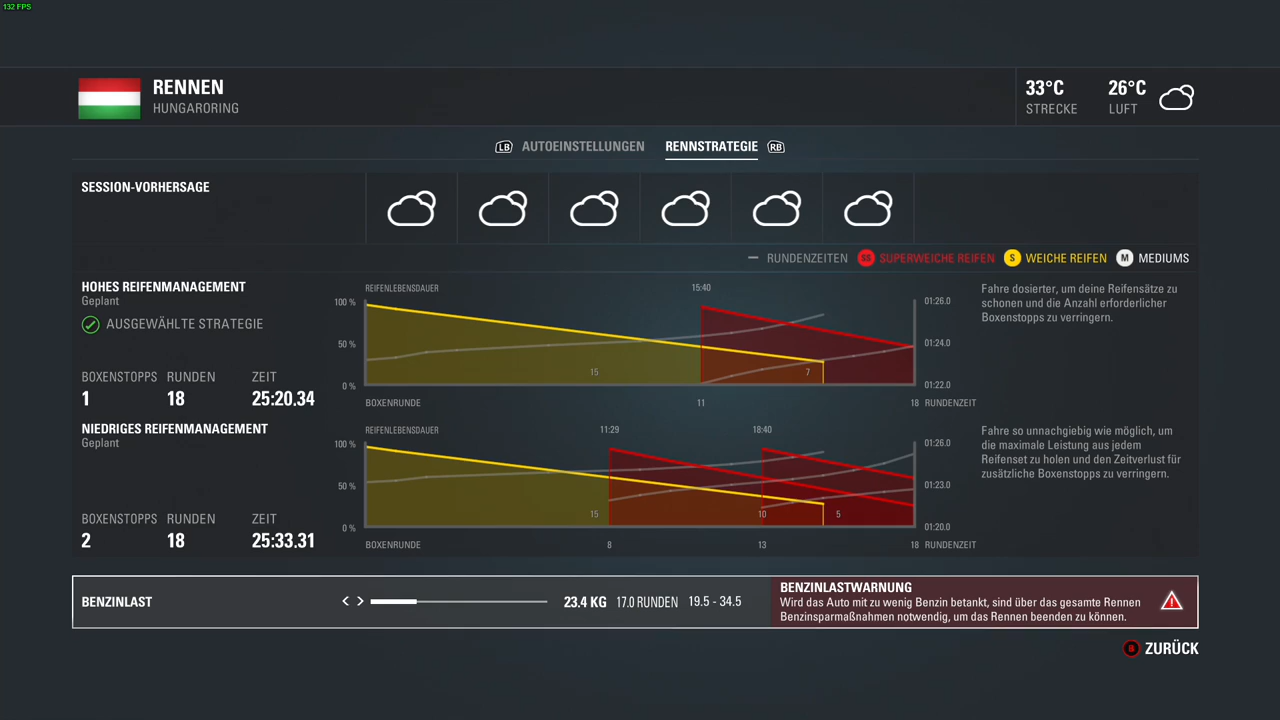 132 FPS
RENNEN
HUNGARORING
33°C
STRECKE
26°C
LUFT
LB AUTOEINSTELLUNGEN RENNSTRATEGIE RB
SESSION-VORHERSAGE
RUNDENZEITEN SS SUPERWEICHE REIFEN S WEICHE REIFEN M MEDIUMS
HOHES REIFENMANAGEMENT
Geplant
AUSGEWÄHLTE STRATEGIE
BOXENSTOPPS RUNDEN ZEIT
1 18 25:20.34
REIFENLEBENSDAUER 15:40
100 % 01:26.0
50 % 01:24.0
15 7
0 % 01:22.0
BOXENRUNDE 11 18 RUNDENZEIT
Fahre dosierter, um deine Reifensätze zu
schonen und die Anzahl erforderlicher
Boxenstopps zu verringern.
NIEDRIGES REIFENMANAGEMENT
Geplant
BOXENSTOPPS RUNDEN ZEIT
2 18 25:33.31
REIFENLEBENSDAUER 11:29 18:40
100 % 01:26.0
50 % 01:23.0
15 10 5
0 % 01:20.0
BOXENRUNDE 8 13 18 RUNDENZEIT
Fahre so unnachgiebig wie möglich, um
die maximale Leistung aus jedem
Reifenset zu holen und den Zeitverlust für
zusätzliche Boxenstopps zu verringern.
BENZINLAST 23.4 KG 17.0 RUNDEN 19.5 - 34.5
BENZINLASTWARNUNG
Wird das Auto mit zu wenig Benzin betankt, sind über das gesamte Rennen
Benzinsparmaßnahmen notwendig, um das Rennen beenden zu können.
B ZURÜCK